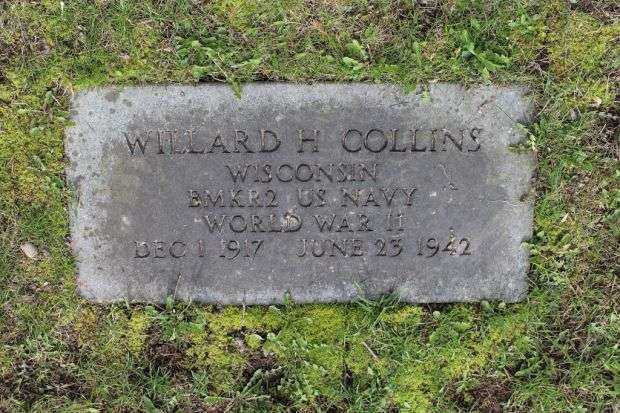 WILLARD H COLLINS
WISCONSIN
BMKR2 US NAVY
WORLD WAR II
DEC 1 1917 JUNE 23 1942